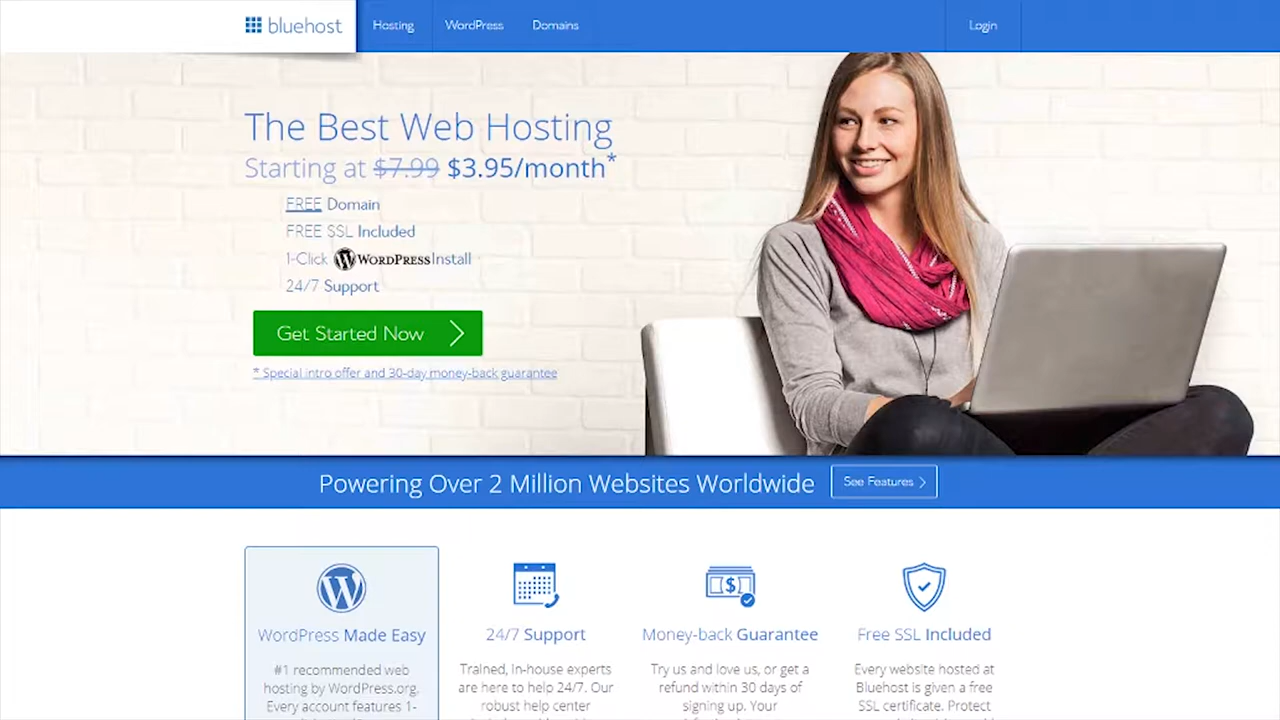 bluehost
Hosting
WordPress
Domains
Login
The Best Web Hosting
Starting at $7.99 $3.95/month*
FREE Domain
FREE SSL Included
1-Click WORDPRESS Install
24/7 Support
Get Started Now
* Special intro offer and 30-day money-back guarantee
Powering Over 2 Million Websites Worldwide
See Features
WordPress Made Easy
#1 recommended web
hosting by WordPress.org.
Every account features 1-
24/7 Support
Trained, in-house experts
are here to help 24/7. Our
robust help center
Money-back Guarantee
Try us and love us, or get a
refund within 30 days of
signing up. Your
Free SSL Included
Every website hosted at
Bluehost is given a free
SSL certificate. Protect